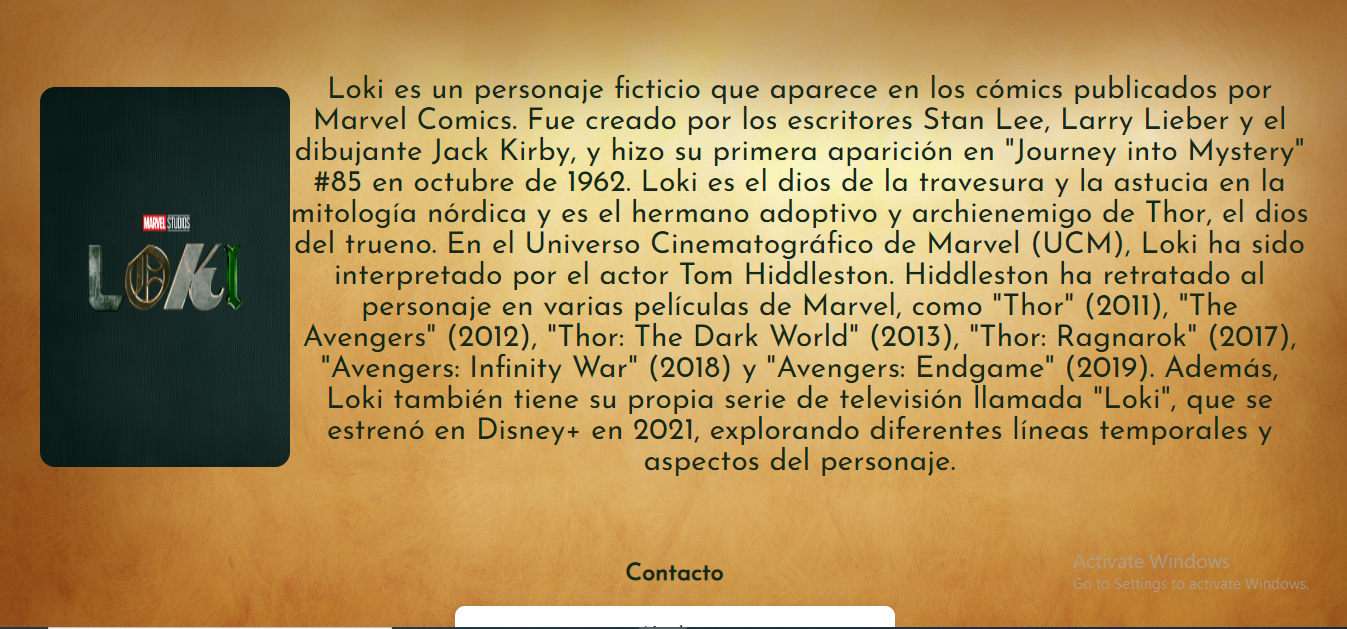 Loki es un personaje ficticio que aparece en los cómics publicados por
Marvel Comics. Fue creado por los escritores Stan Lee, Larry Lieber y el
dibujante Jack Kirby, y hizo su primera aparición en "Journey into Mystery"
#85 en octubre de 1962. Loki es el dios de la travesura y la astucia en la
mitología nórdica y es el hermano adoptivo y archienemigo de Thor, el dios
del trueno. En el Universo Cinematográfico de Marvel (UCM), Loki ha sido
interpretado por el actor Tom Hiddleston. Hiddleston ha retratado al
personaje en varias películas de Marvel, como "Thor" (2011), "The
Avengers" (2012), "Thor: The Dark World" (2013), "Thor: Ragnarok" (2017),
"Avengers: Infinity War" (2018) y "Avengers: Endgame" (2019). Además,
Loki también tiene su propia serie de televisión llamada "Loki", que se
estrenó en Disney+ en 2021, explorando diferentes líneas temporales y
aspectos del personaje.
MARVEL STUDIOS
LOKI
Contacto
Activate Windows
Go to Settings to activate Windows.